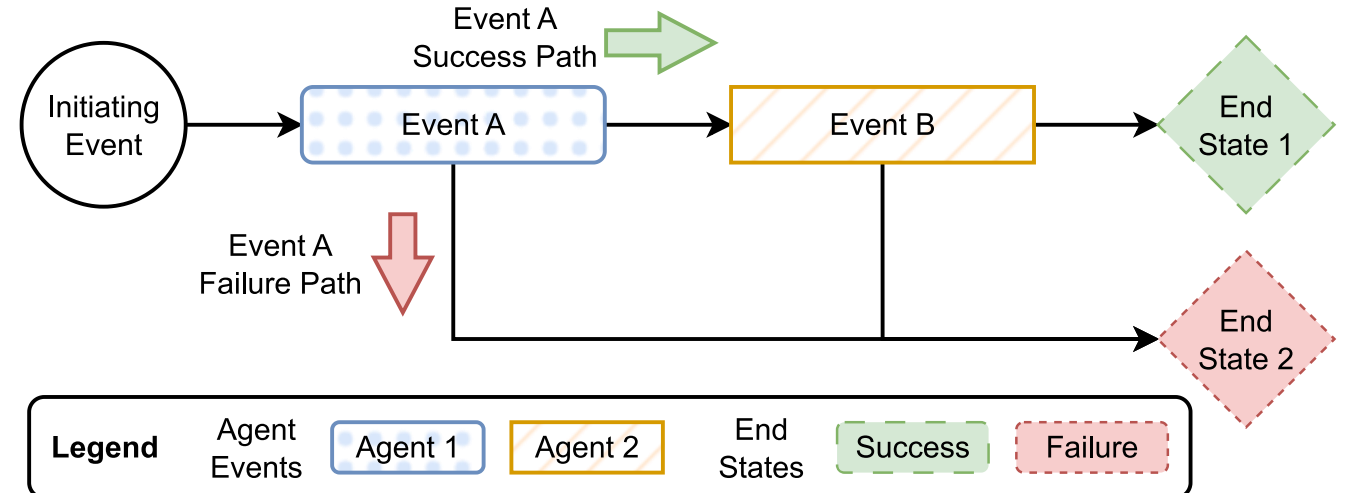 Event A
Success Path
Initiating
Event
Event A
Event B
End
State 1
Event A
Failure Path
End
State 2
Legend
Agent
Events
Agent 1
Agent 2
End
States
Success
Failure